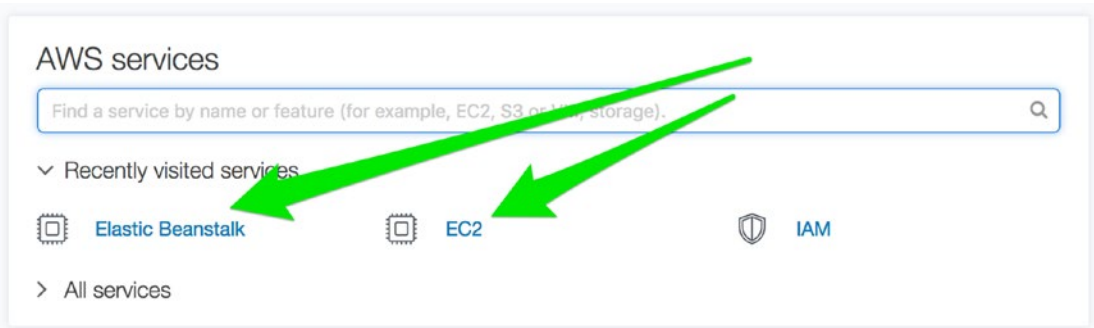 AWS services
Find a service by name or feature (for example, EC2, S3 or VM, storage).
Recently visited services
Elastic Beanstalk
EC2
IAM
All services